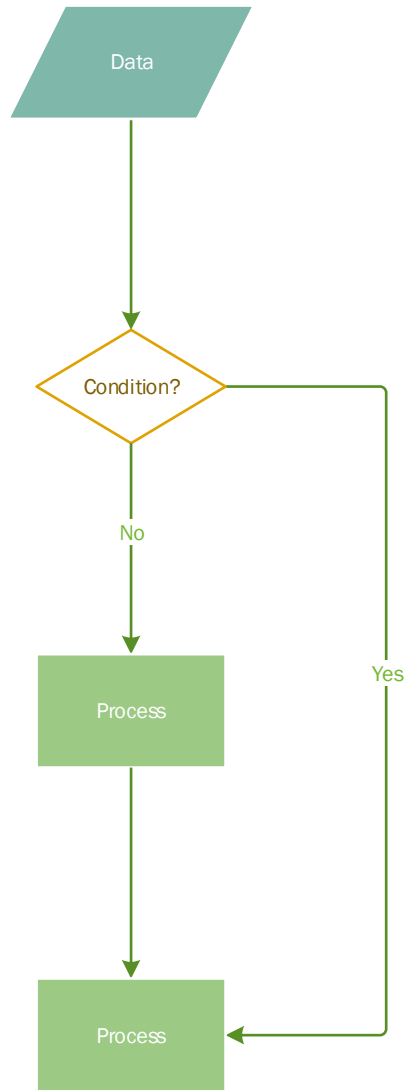 Data
Condition?
No
Yes
Process
Process